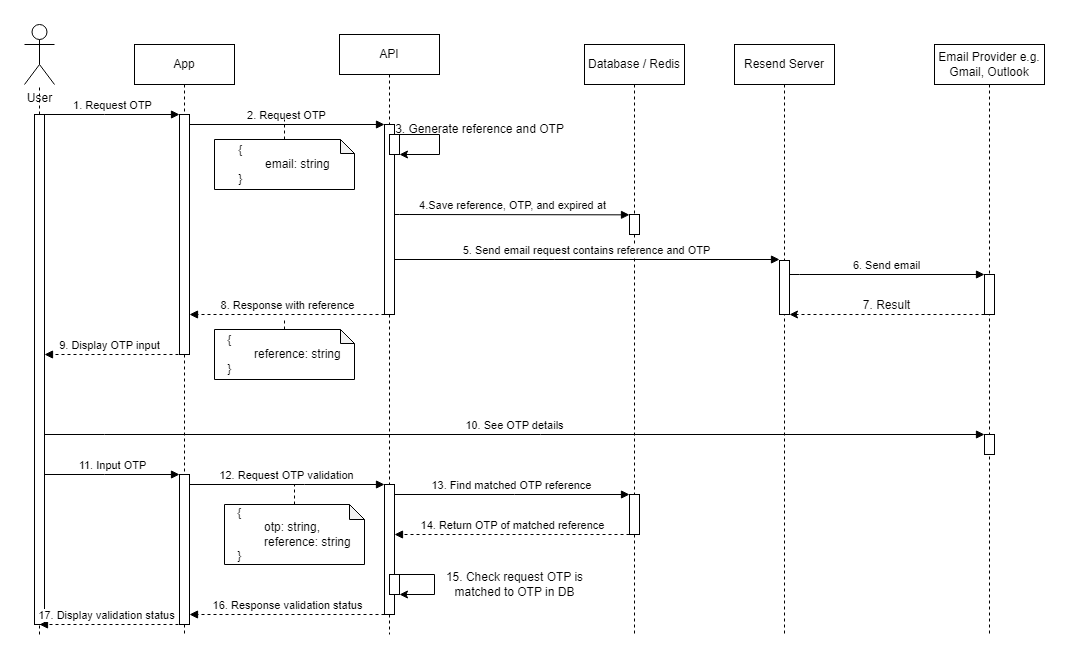 User
App
API
Database / Redis
Resend Server
Email Provider e.g.
Gmail, Outlook
1. Request OTP
2. Request OTP
{
email: string
}
3. Generate reference and OTP
4.Save reference, OTP, and expired at
5. Send email request contains reference and OTP
6. Send email
7. Result
8. Response with reference
{
reference: string
}
9. Display OTP input
10. See OTP details
11. Input OTP
12. Request OTP validation
{
otp: string,
reference: string
}
13. Find matched OTP reference
14. Return OTP of matched reference
15. Check request OTP is
matched to OTP in DB
16. Response validation status
17. Display validation status